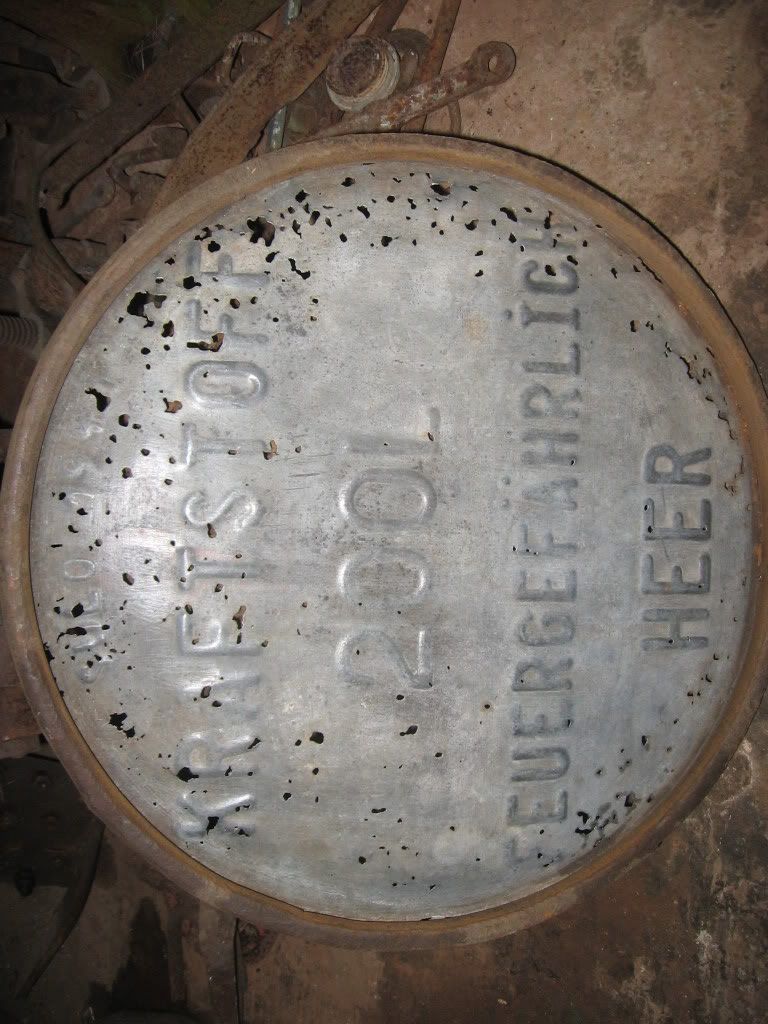 KRAFTSTOFF
200L
FEUERGEFÄHRLICH
HEER